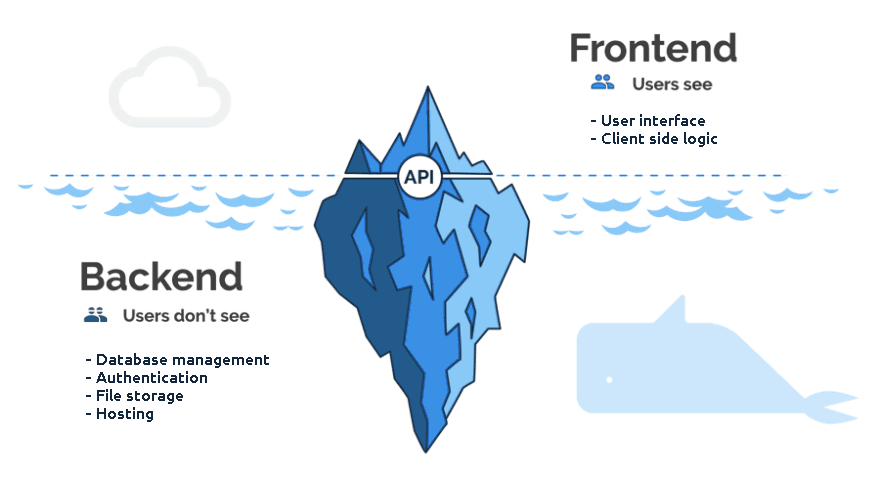 Frontend
Users see
- User interface
- Client side logic
API
Backend
Users don't see
- Database management
- Authentication
- File storage
- Hosting